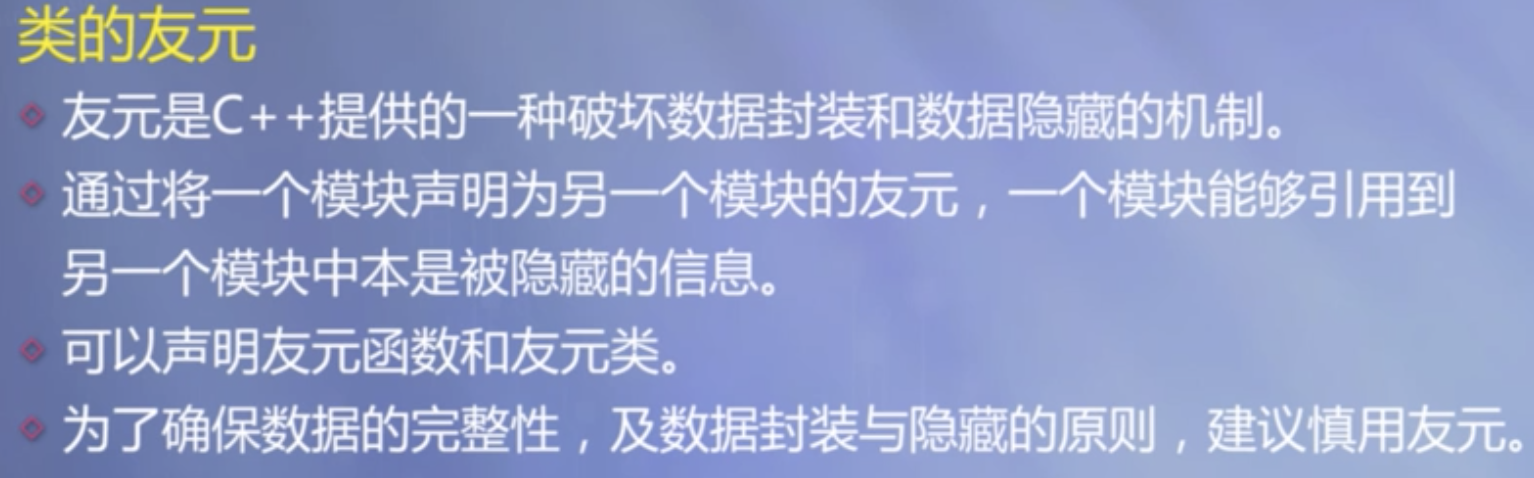 类的友元
友元是C++提供的一种破坏数据封装和数据隐藏的机制。
通过将一个模块声明为另一个模块的友元，一个模块能够引用到
另一个模块中本是被隐藏的信息。
可以声明友元函数和友元类。
为了确保数据的完整性，及数据封装与隐藏的原则，建议慎用友元。